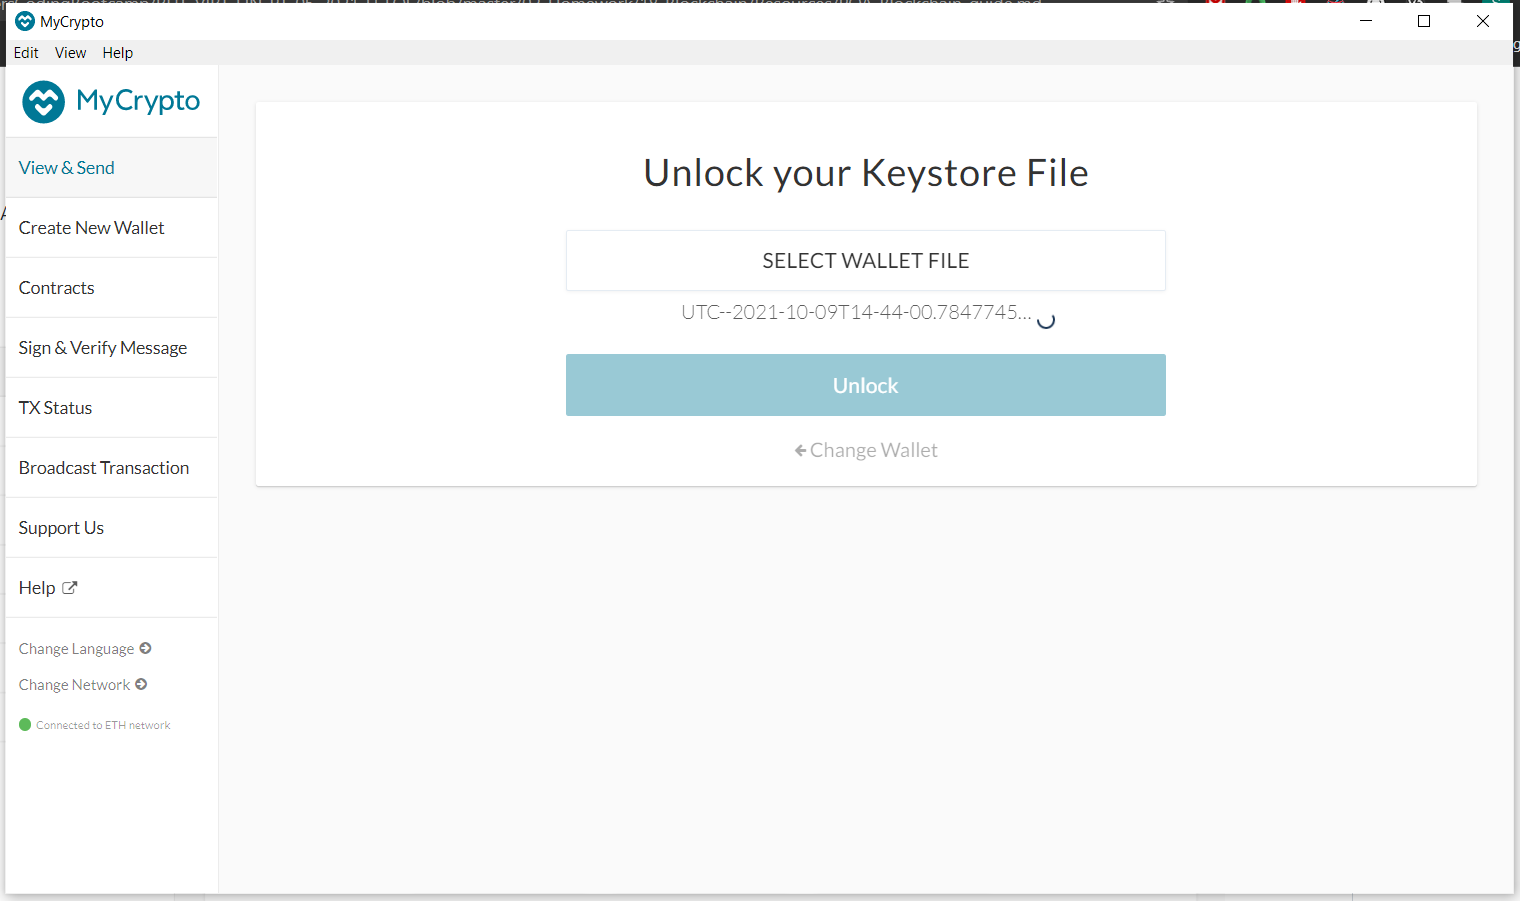 MyCrypto
Edit View Help
MyCrypto
View & Send
Create New Wallet
Contracts
Sign & Verify Message
TX Status
Broadcast Transaction
Support Us
Help
Change Language
Change Network
Connected to ETH network
Unlock your Keystore File
SELECT WALLET FILE
UTC--2021-10-09T14-44-00.7847745...
Unlock
Change Wallet